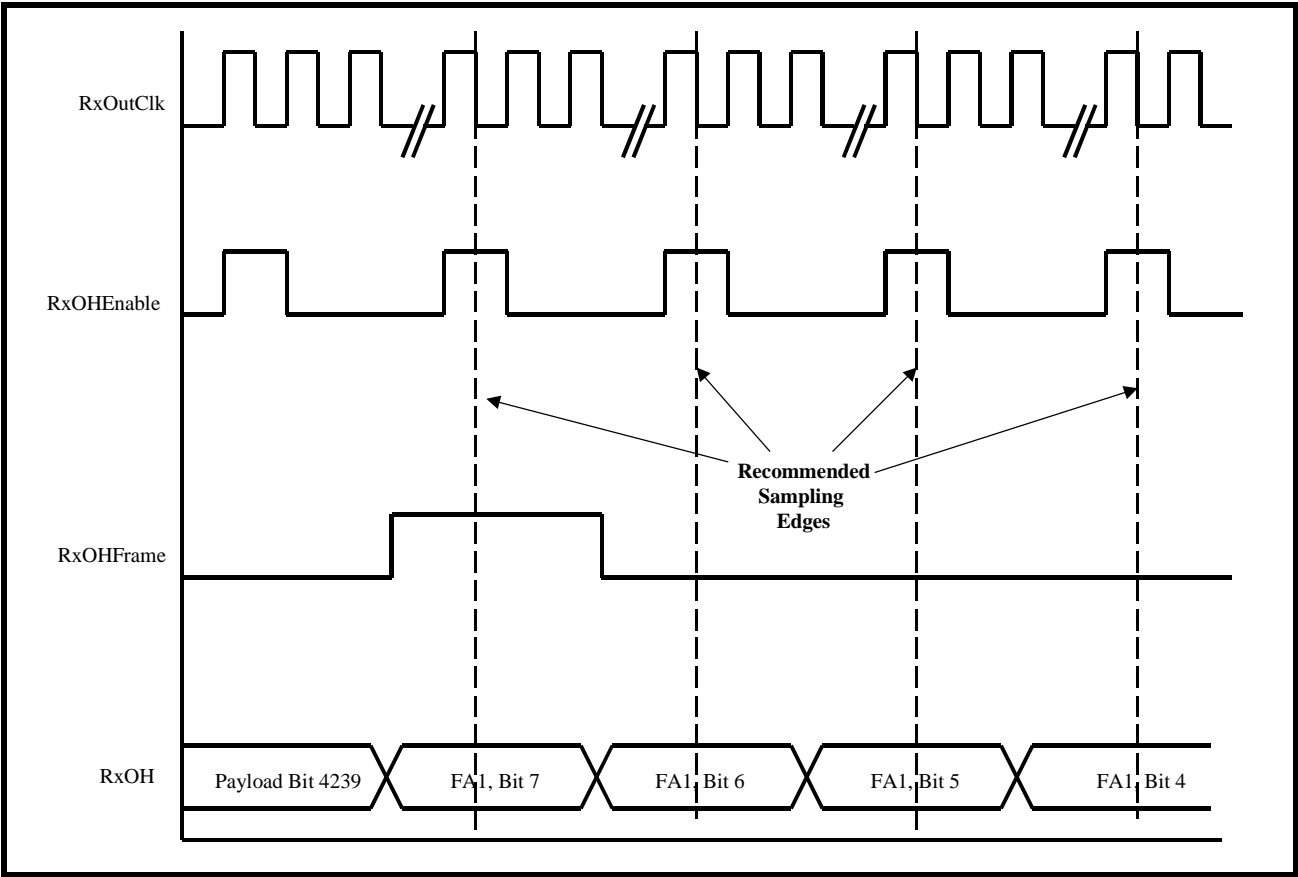 RxOutClk
RxOHEnable
Recommended
Sampling
Edges
RxOHFrame
RxOH
Payload Bit 4239
FA1, Bit 7
FA1, Bit 6
FA1, Bit 5
FA1, Bit 4